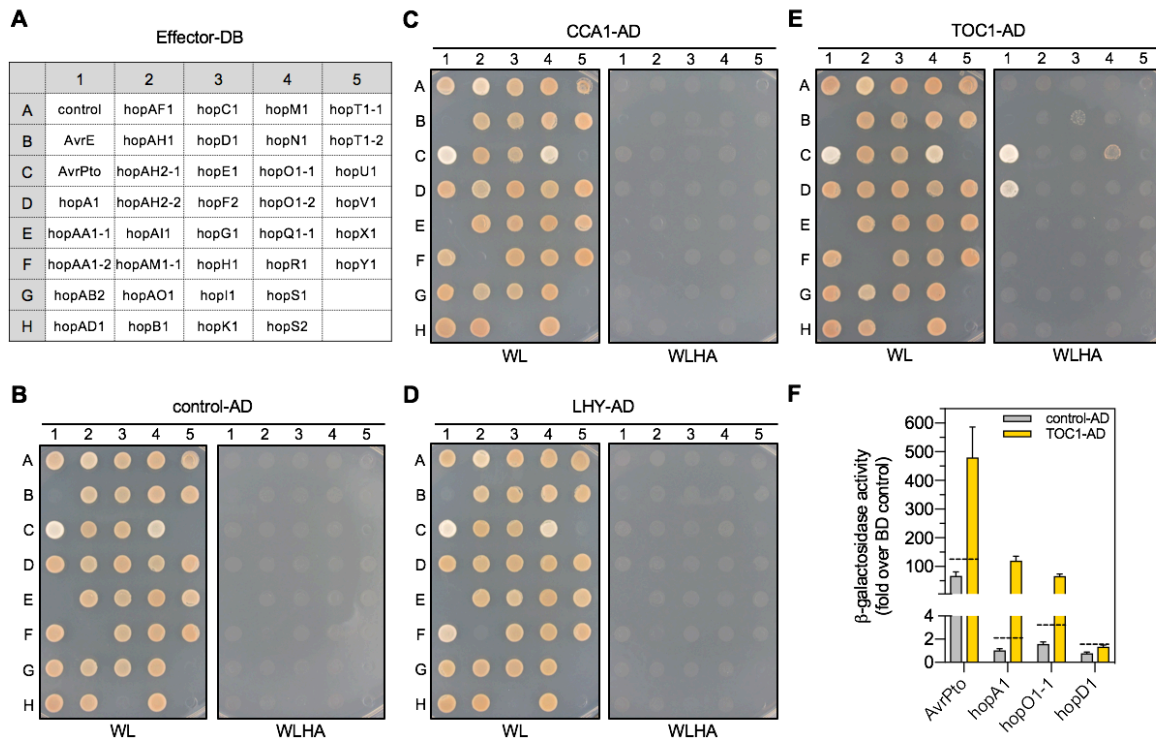 A
Effector-DB
1 2 3 4 5
A control hopAF1 hopC1 hopM1 hopT1-1
B AvrE hopAH1 hopD1 hopN1 hopT1-2
C AvrPto hopAH2-1 hopE1 hopO1-1 hopU1
D hopA1 hopAH2-2 hopF2 hopO1-2 hopV1
E hopAA1-1 hopAI1 hopG1 hopQ1-1 hopX1
F hopAA1-2 hopAM1-1 hopH1 hopR1 hopY1
G hopAB2 hopAO1 hopI1 hopS1
H hopAD1 hopB1 hopK1 hopS2
B
control-AD
1 2 3 4 5 1 2 3 4 5
A
B
C
D
E
F
G
H
WL WLHA
C
CCA1-AD
1 2 3 4 5 1 2 3 4 5
A
B
C
D
E
F
G
H
WL WLHA
D
LHY-AD
1 2 3 4 5 1 2 3 4 5
A
B
C
D
E
F
G
H
WL WLHA
E
TOC1-AD
1 2 3 4 5 1 2 3 4 5
A
B
C
D
E
F
G
H
WL WLHA
F
control-AD
TOC1-AD
β-galactosidase activity
(fold over BD control)
600
500
400
300
200
100
4
2
0
AvrPto hopA1 hopO1-1 hopD1